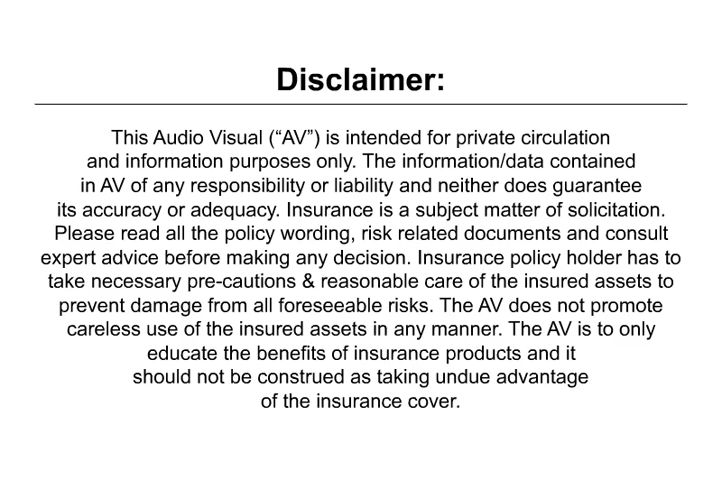 Disclaimer:
This Audio Visual (“AV”) is intended for private circulation
and information purposes only. The information/data contained
in AV of any responsibility or liability and neither does guarantee
its accuracy or adequacy. Insurance is a subject matter of solicitation.
Please read all the policy wording, risk related documents and consult
expert advice before making any decision. Insurance policy holder has to
take necessary pre-cautions & reasonable care of the insured assets to
prevent damage from all foreseeable risks. The AV does not promote
careless use of the insured assets in any manner. The AV is to only
educate the benefits of insurance products and it
should not be construed as taking undue advantage
of the insurance cover.